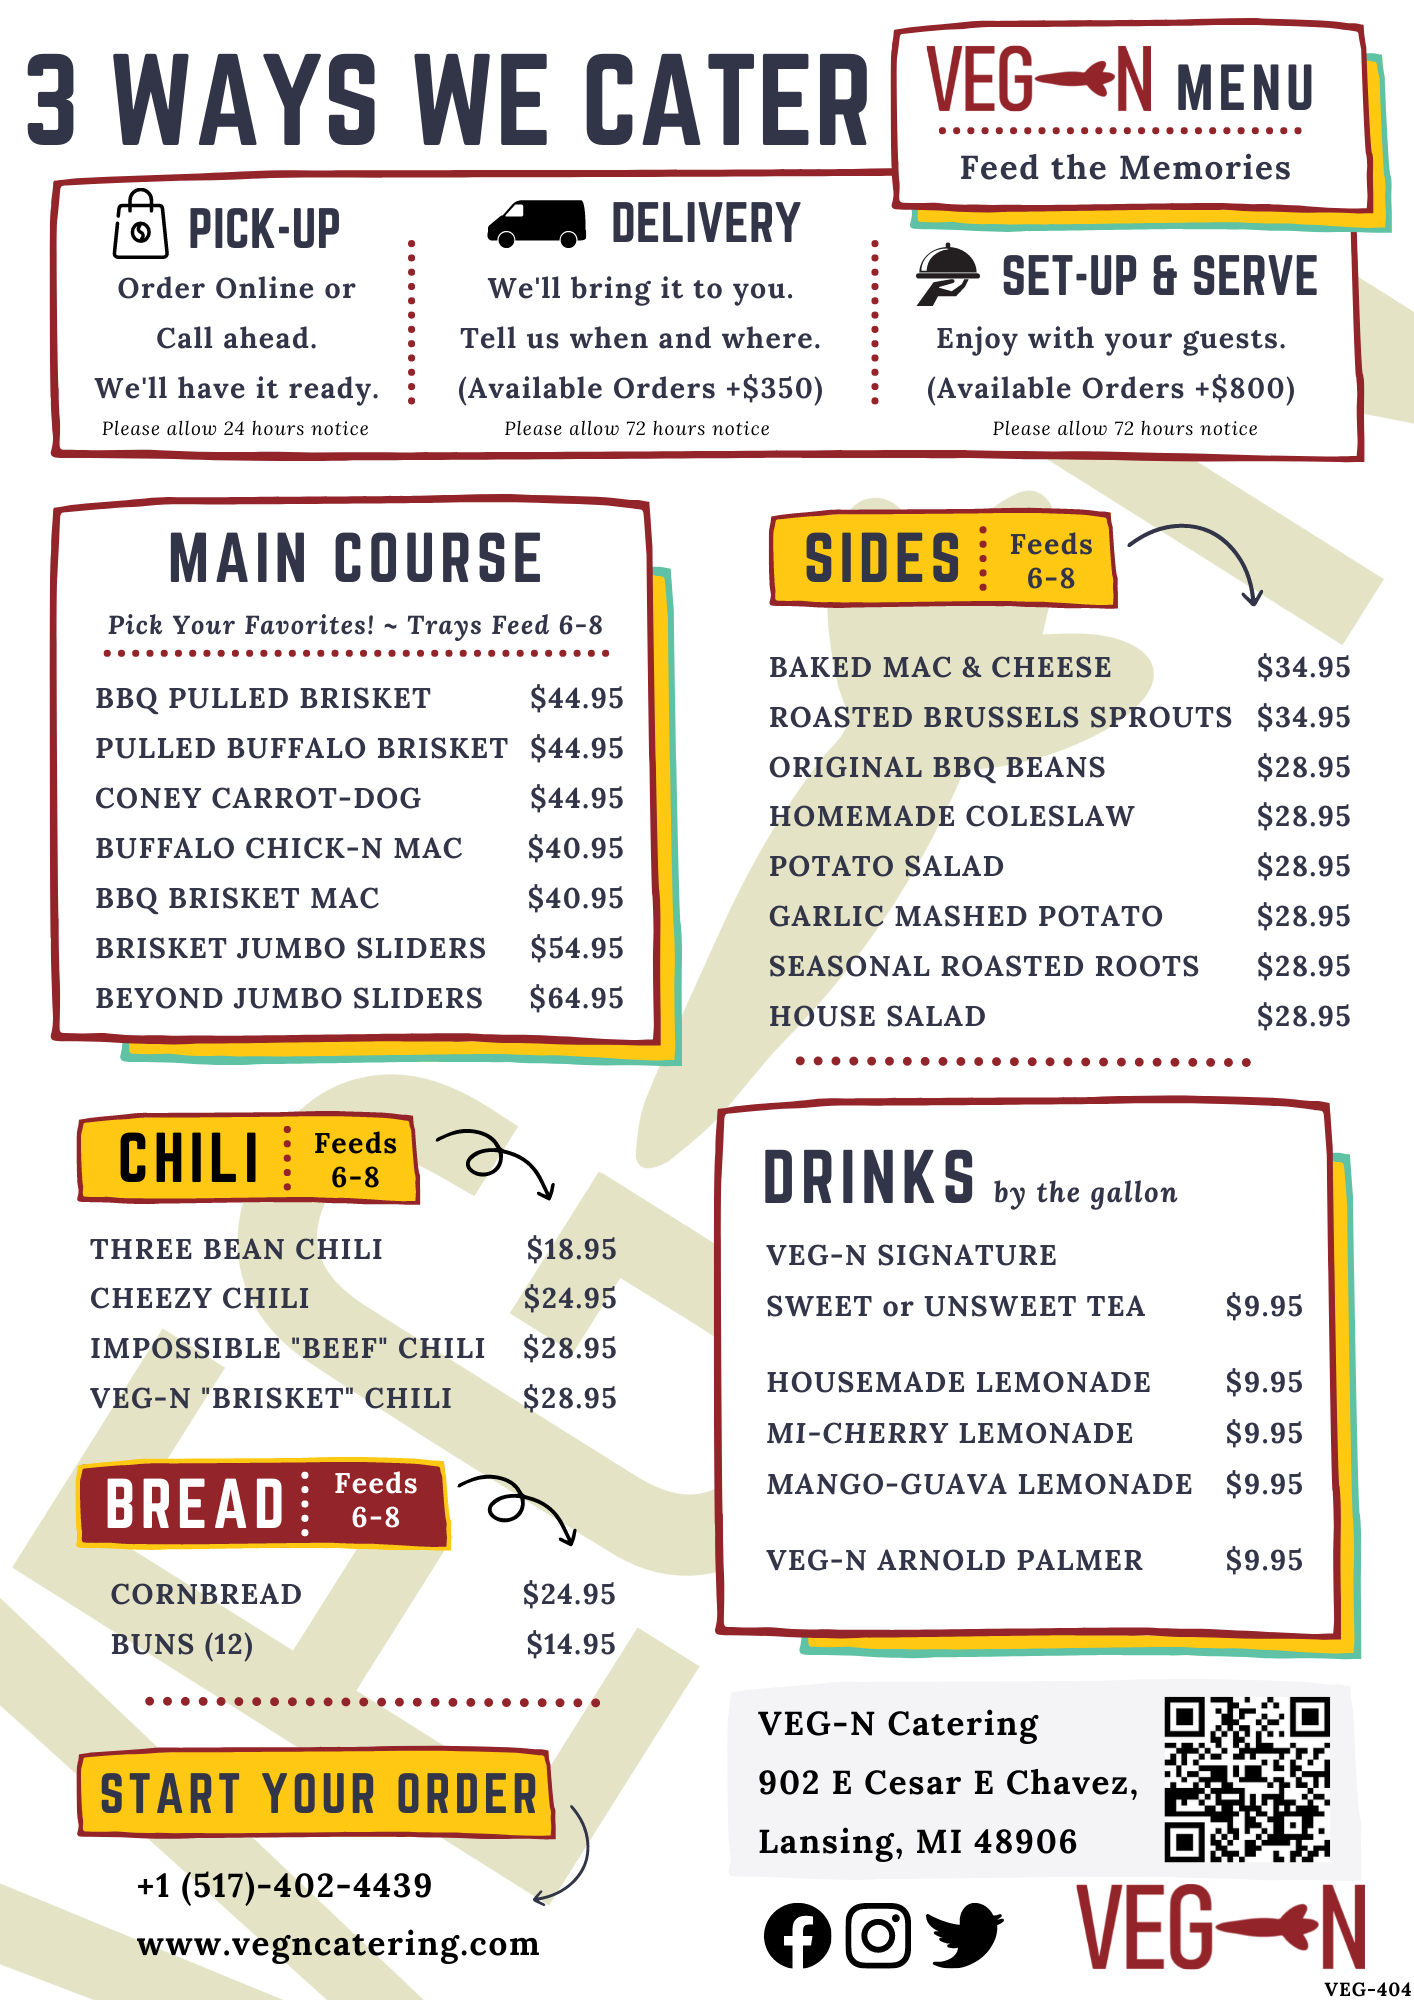 3 WAYS WE CATER
VEG N MENU
Feed the Memories
PICK-UP
Order Online or
Call ahead.
We'll have it ready.
Please allow 24 hours notice
DELIVERY
We'll bring it to you.
Tell us when and where.
(Available Orders +$350)
Please allow 72 hours notice
SET-UP & SERVE
Enjoy with your guests.
(Available Orders +$800)
Please allow 72 hours notice
MAIN COURSE
Pick Your Favorites! ~ Trays Feed 6-8
BBQ PULLED BRISKET $44.95
PULLED BUFFALO BRISKET $44.95
CONEY CARROT-DOG $44.95
BUFFALO CHICK-N MAC $40.95
BBQ BRISKET MAC $40.95
BRISKET JUMBO SLIDERS $54.95
BEYOND JUMBO SLIDERS $64.95
SIDES Feeds
6-8
BAKED MAC & CHEESE $34.95
ROASTED BRUSSELS SPROUTS $34.95
ORIGINAL BBQ BEANS $28.95
HOMEMADE COLESLAW $28.95
POTATO SALAD $28.95
GARLIC MASHED POTATO $28.95
SEASONAL ROASTED ROOTS $28.95
HOUSE SALAD $28.95
CHILI Feeds
6-8
THREE BEAN CHILI $18.95
CHEEZY CHILI $24.95
IMPOSSIBLE "BEEF" CHILI $28.95
VEG-N "BRISKET" CHILI $28.95
BREAD Feeds
6-8
CORNBREAD $24.95
BUNS (12) $14.95
DRINKS by the gallon
VEG-N SIGNATURE
SWEET or UNSWEET TEA $9.95
HOUSEMADE LEMONADE $9.95
MI-CHERRY LEMONADE $9.95
MANGO-GUAVA LEMONADE $9.95
VEG-N ARNOLD PALMER $9.95
START YOUR ORDER
+1 (517)-402-4439
www.vegncatering.com
VEG-N Catering
902 E Cesar E Chavez,
Lansing, MI 48906
VEG N
VEG-404